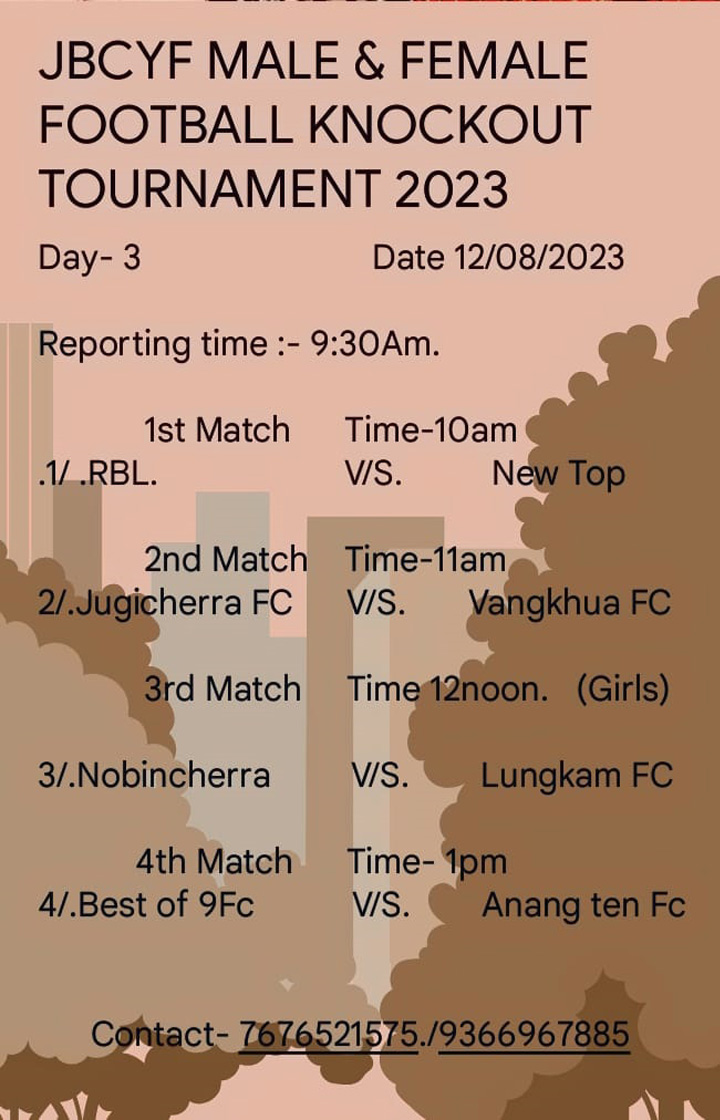 JBCYF MALE & FEMALE
FOOTBALL KNOCKOUT
TOURNAMENT 2023
Day- 3 Date 12/08/2023
Reporting time :- 9:30Am.
1st Match Time-10am
.1/ .RBL. V/S. New Top
2nd Match Time-11am
2/.Jugicherra FC V/S. Vangkhua FC
3rd Match Time 12noon. (Girls)
3/.Nobincherra V/S. Lungkam FC
4th Match Time- 1pm
4/.Best of 9Fc V/S. Anang ten Fc
Contact- 7676521575./9366967885